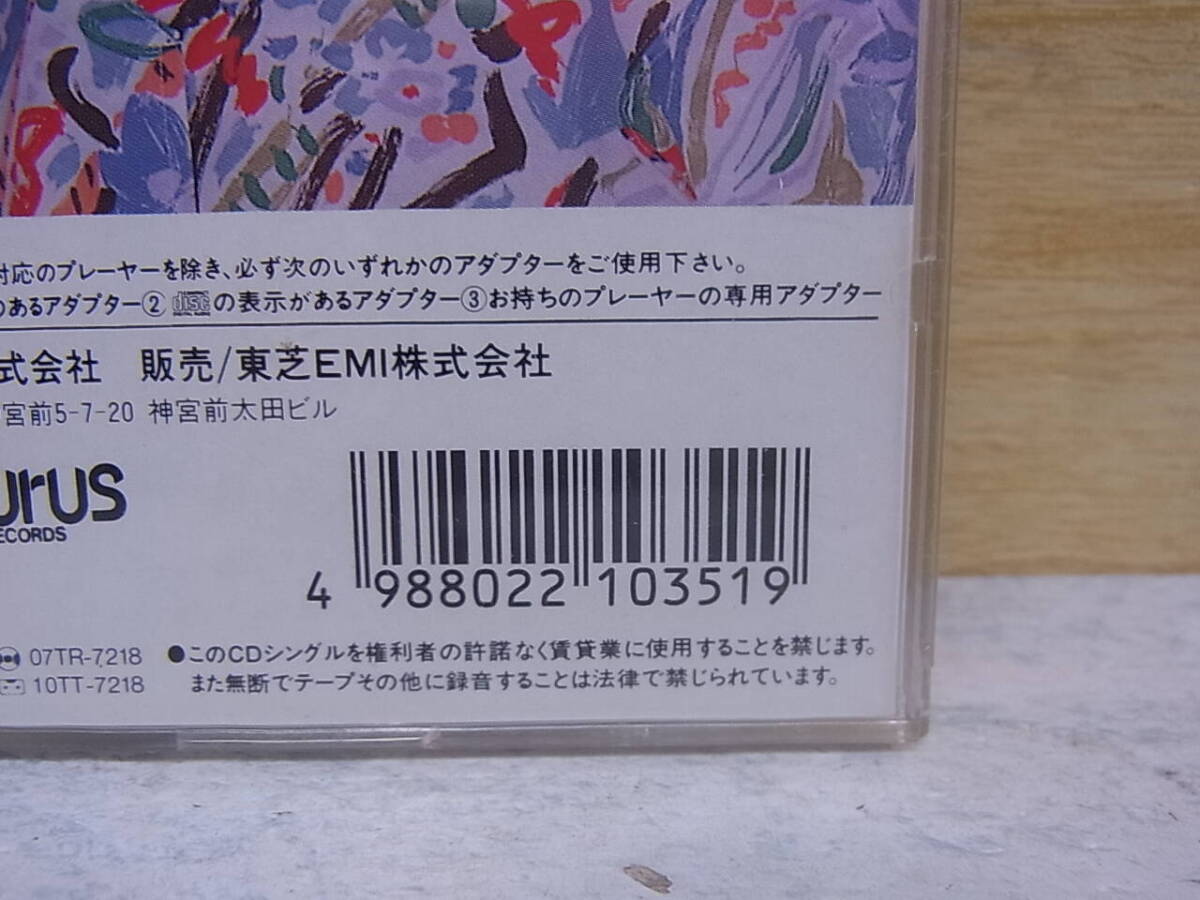 対応のプレーヤーを除き、必ず次のいずれかのアダプターをご使用下さい。
のあるアダプター② disc の表示があるアダプター③お持ちのプレーヤーの専用アダプター
式会社 販売/東芝EMI株式会社
宮前5-7-20 神宮前太田ビル
urus
ECORDS
4 988022 103519
07TR-7218 ●このCDシングルを権利者の許諾なく賃貸業に使用することを禁じます。
10TT-7218 また無断でテープその他に録音することは法律で禁じられています。